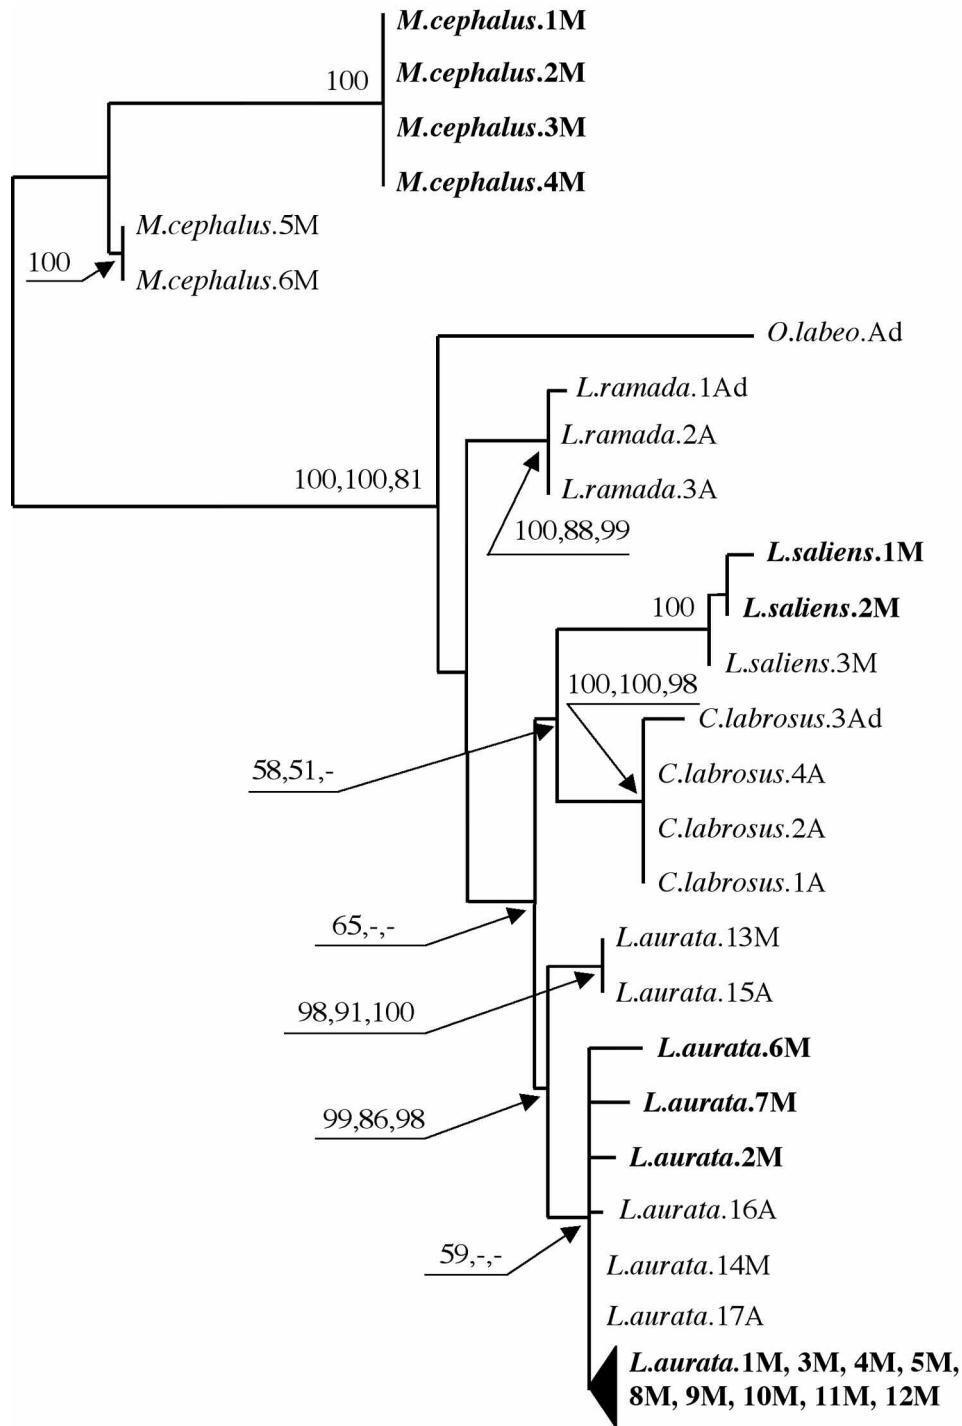 M.cephalus.1M
100
M.cephalus.2M
M.cephalus.3M
M.cephalus.4M
M.cephalus.5M
100
M.cephalus.6M
O.labeo.Ad
L.ramada.1Ad
L.ramada.2A
100,100,81
L.ramada.3A
100,88,99
L.saliens.1M
100
L.saliens.2M
L.saliens.3M
100,100,98
C.labrosus.3Ad
58,51,-
C.labrosus.4A
C.labrosus.2A
C.labrosus.1A
65,-,-
L.aurata.13M
L.aurata.15A
98,91,100
L.aurata.6M
L.aurata.7M
99,86,98
L.aurata.2M
L.aurata.16A
59,-,-
L.aurata.14M
L.aurata.17A
L.aurata.1M, 3M, 4M, 5M,
8M, 9M, 10M, 11M, 12M